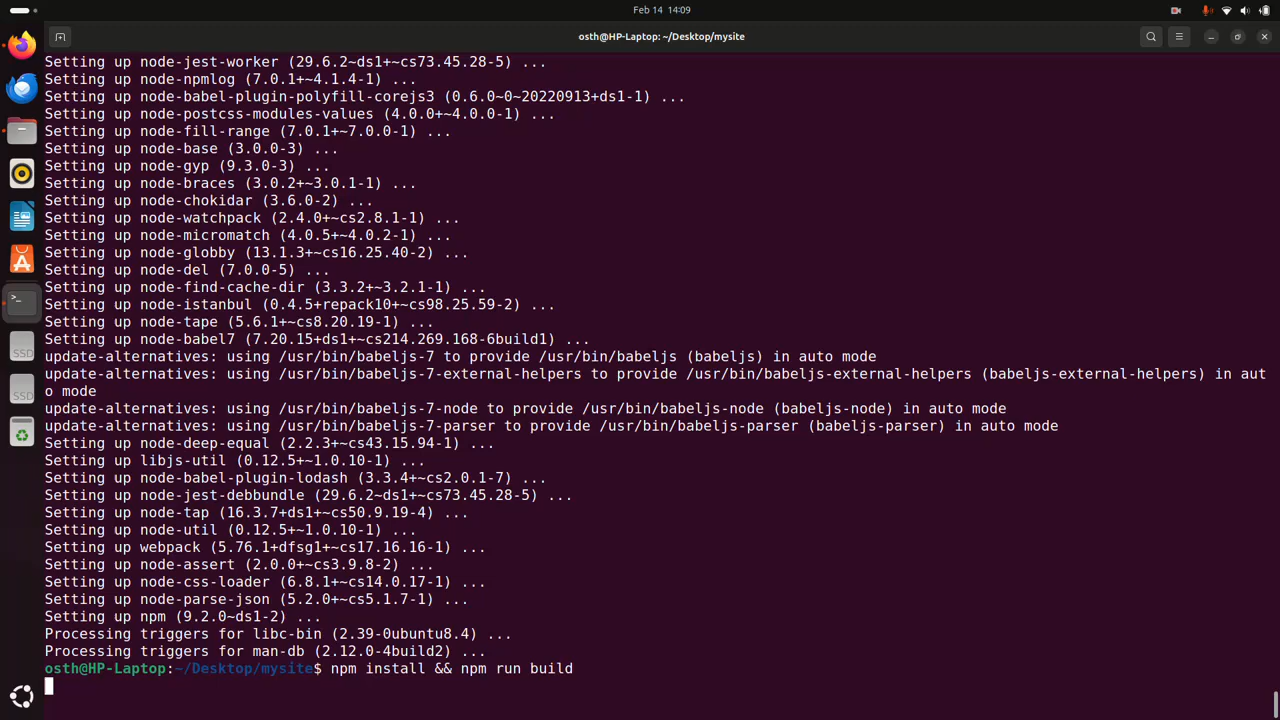 Feb 14 14:09
osth@HP-Laptop: ~/Desktop/mysite
Setting up node-jest-worker (29.6.2~ds1+~cs73.45.28-5) ...
Setting up node-npmlog (7.0.1+~4.1.4-1) ...
Setting up node-babel-plugin-polyfill-corejs3 (0.6.0~0~20220913+ds1-1) ...
Setting up node-postcss-modules-values (4.0.0+~4.0.0-1) ...
Setting up node-fill-range (7.0.1+~7.0.0-1) ...
Setting up node-base (3.0.0-3) ...
Setting up node-gyp (9.3.0-3) ...
Setting up node-braces (3.0.2+~3.0.1-1) ...
Setting up node-chokidar (3.6.0-2) ...
Setting up node-watchpack (2.4.0+~cs2.8.1-1) ...
Setting up node-micromatch (4.0.5+~4.0.2-1) ...
Setting up node-globby (13.1.3+~cs16.25.40-2) ...
Setting up node-del (7.0.0-5) ...
Setting up node-find-cache-dir (3.3.2+~3.2.1-1) ...
Setting up node-istanbul (0.4.5+repack10+~cs98.25.59-2) ...
Setting up node-tape (5.6.1+~cs8.20.19-1) ...
Setting up node-babel7 (7.20.15+ds1+~cs214.269.168-6build1) ...
update-alternatives: using /usr/bin/babeljs-7 to provide /usr/bin/babeljs (babeljs) in auto mode
update-alternatives: using /usr/bin/babeljs-7-external-helpers to provide /usr/bin/babeljs-external-helpers (babeljs-external-helpers) in aut
o mode
update-alternatives: using /usr/bin/babeljs-7-node to provide /usr/bin/babeljs-node (babeljs-node) in auto mode
update-alternatives: using /usr/bin/babeljs-7-parser to provide /usr/bin/babeljs-parser (babeljs-parser) in auto mode
Setting up node-deep-equal (2.2.3+~cs43.15.94-1) ...
Setting up libjs-util (0.12.5+~1.0.10-1) ...
Setting up node-babel-plugin-lodash (3.3.4+~cs2.0.1-7) ...
Setting up node-jest-debbundle (29.6.2~ds1+~cs73.45.28-5) ...
Setting up node-tap (16.3.7+ds1+~cs50.9.19-4) ...
Setting up node-util (0.12.5+~1.0.10-1) ...
Setting up webpack (5.76.1+dfsg1+~cs17.16.16-1) ...
Setting up node-assert (2.0.0+~cs3.9.8-2) ...
Setting up node-css-loader (6.8.1+~cs14.0.17-1) ...
Setting up node-parse-json (5.2.0+~cs5.1.7-1) ...
Setting up npm (9.2.0~ds1-2) ...
Processing triggers for libc-bin (2.39-0ubuntu8.4) ...
Processing triggers for man-db (2.12.0-4build2) ...
osth@HP-Laptop:~/Desktop/mysite$ npm install && npm run build
SSD
SSD